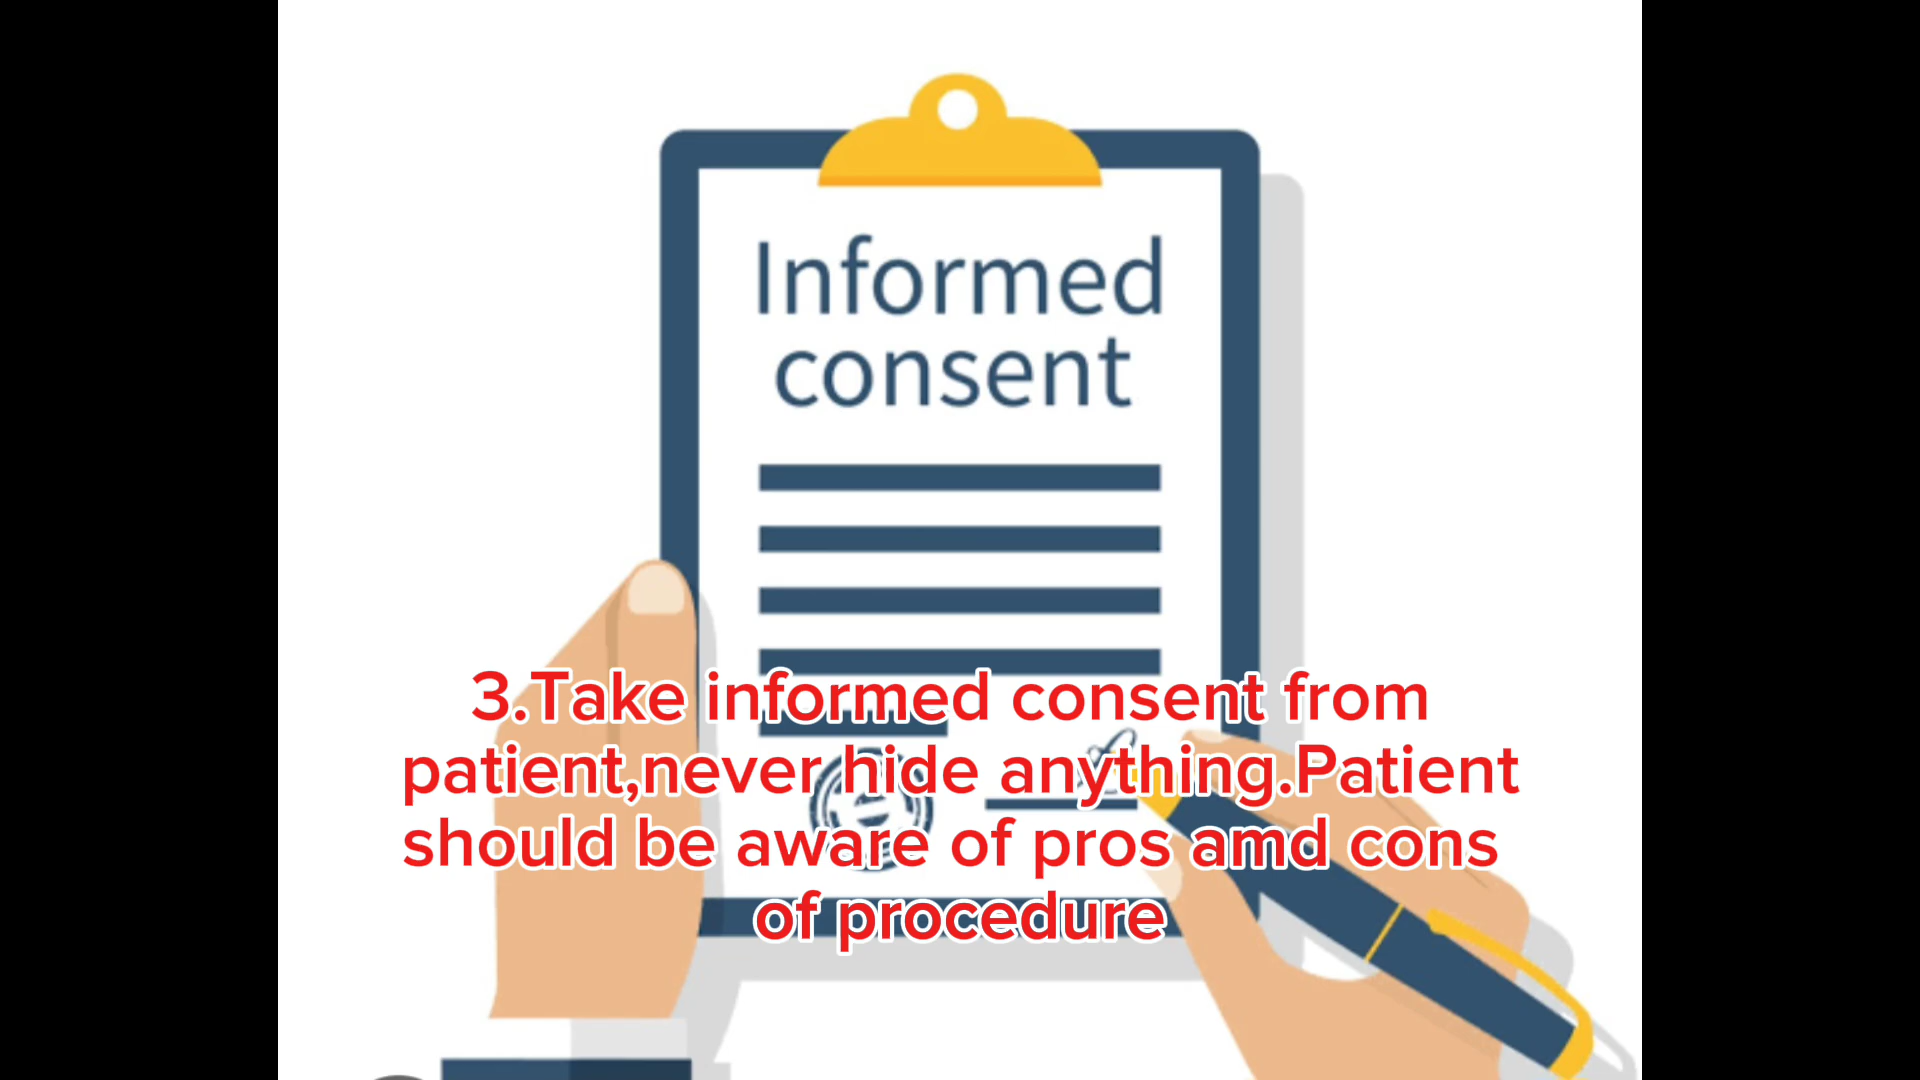 Informed
consent
3.Take informed consent from
patient,never hide anything.Patient
should be aware of pros amd cons
of procedure